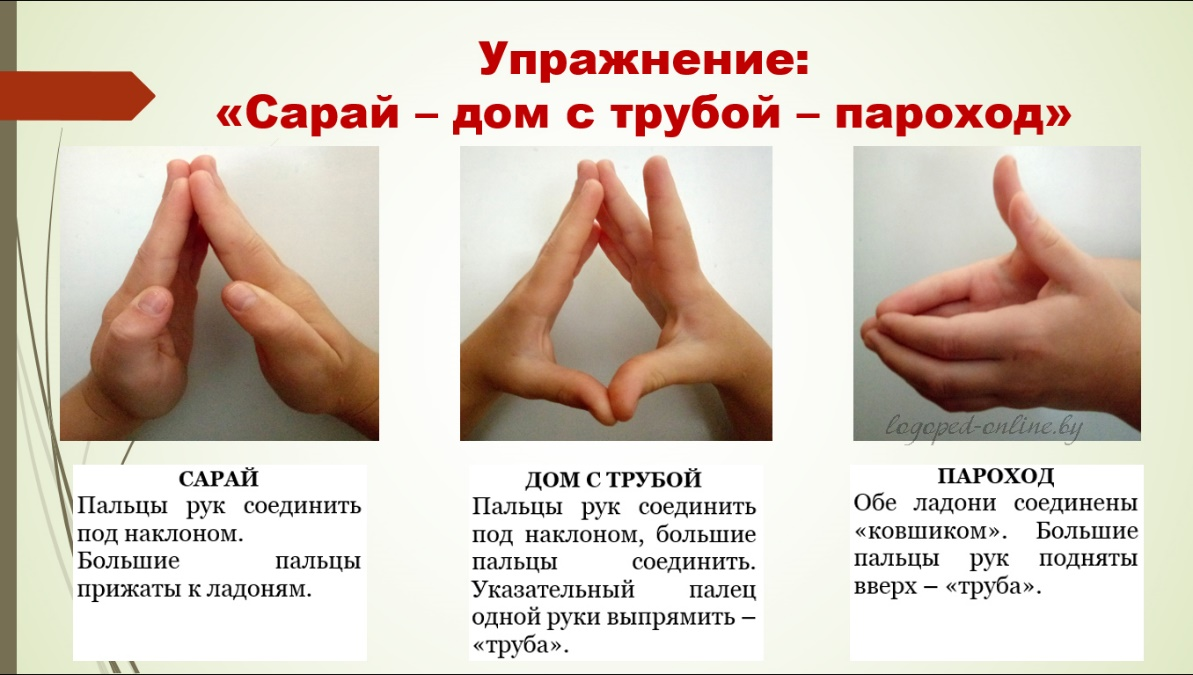 Упражнение:
«Сарай – дом с трубой – пароход»
logoped-online.by
САРАЙ
Пальцы рук соединить
под наклоном.
Большие пальцы
прижаты к ладоням.
ДОМ С ТРУБОЙ
Пальцы рук соединить
под наклоном, большие
пальцы соединить.
Указательный палец
одной руки выпрямить –
«труба».
ПАРОХОД
Обе ладони соединены
«ковшиком». Большие
пальцы рук подняты
вверх – «труба».